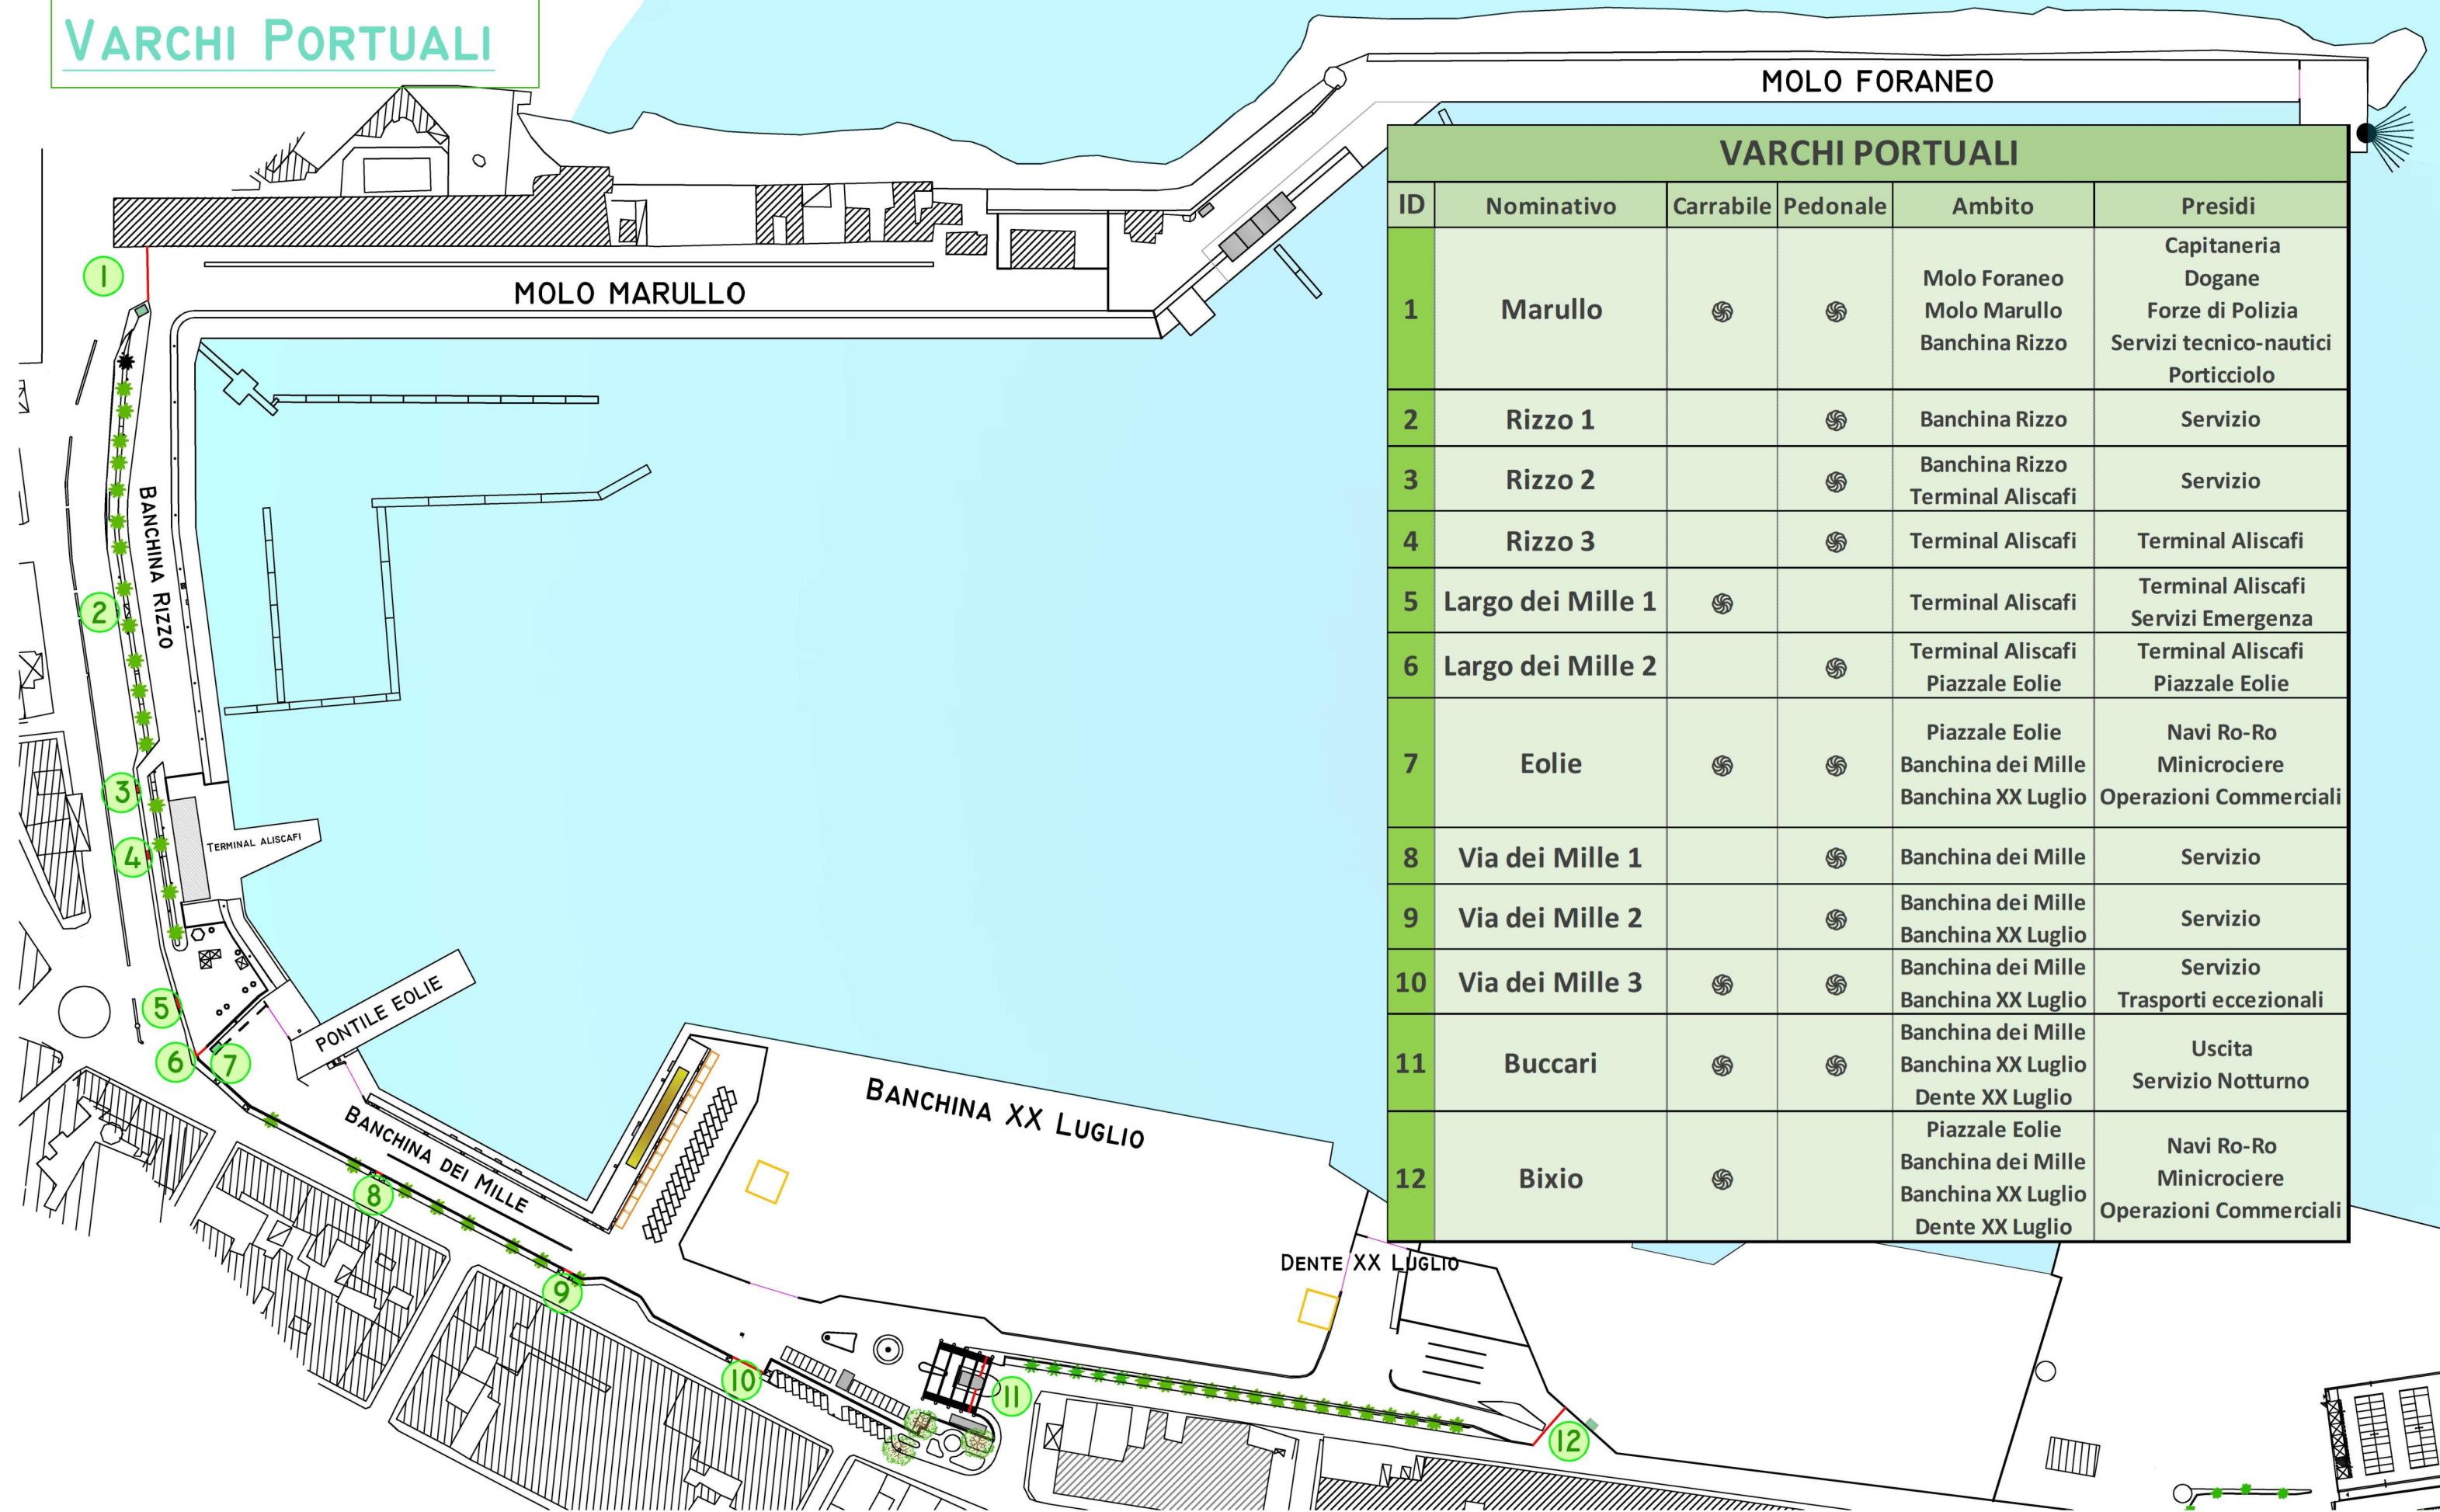 VARCHI PORTUALI
MOLO FORANEO
MOLO MARULLO
BANCHINA RIZZO
TERMINAL ALISCAFI
PONTILE EOLIE
BANCHINA DEI MILLE
BANCHINA XX LUGLIO
DENTE XX LUGLIO
1
2
3
4
5
6
7
8
9
10
11
12
VARCHI PORTUALI
ID Nominativo Carrabile Pedonale Ambito Presidi
Capitaneria
Molo Foraneo Dogane
1 Marullo Molo Marullo Forze di Polizia
Banchina Rizzo Servizi tecnico-nautici
Porticciolo
2 Rizzo 1 Banchina Rizzo Servizio
Banchina Rizzo
3 Rizzo 2 Servizio
Terminal Aliscafi
4 Rizzo 3 Terminal Aliscafi Terminal Aliscafi
Terminal Aliscafi
5 Largo dei Mille 1 Terminal Aliscafi
Servizi Emergenza
Terminal Aliscafi Terminal Aliscafi
6 Largo dei Mille 2
Piazzale Eolie Piazzale Eolie
Piazzale Eolie Navi Ro-Ro
7 Eolie Banchina dei Mille Minicrociere
Banchina XX Luglio Operazioni Commerciali
8 Via dei Mille 1 Banchina dei Mille Servizio
Banchina dei Mille
9 Via dei Mille 2 Servizio
Banchina XX Luglio
Banchina dei Mille Servizio
10 Via dei Mille 3
Banchina XX Luglio Trasporti eccezionali
Banchina dei Mille
Uscita
11 Buccari Banchina XX Luglio
Servizio Notturno
Dente XX Luglio
Piazzale Eolie
Navi Ro-Ro
Banchina dei Mille
12 Bixio Minicrociere
Banchina XX Luglio
Operazioni Commerciali
Dente XX Luglio